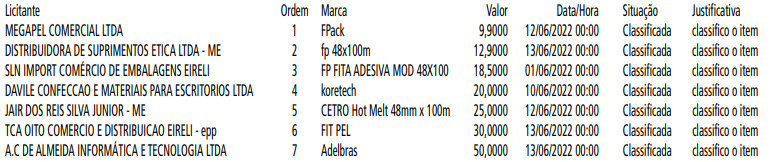 Licitante Ordem Marca Valor Data/Hora Situação Justificativa
MEGAPEL COMERCIAL LTDA 1 FPack 9,9000 12/06/2022 00:00 Classificada classifico o item
DISTRIBUIDORA DE SUPRIMENTOS ETICA LTDA - ME 2 fp 48x100m 12,9000 13/06/2022 00:00 Classificada classifico o item
SLN IMPORT COMÉRCIO DE EMBALAGENS EIRELI 3 FP FITA ADESIVA MOD 48X100 18,5000 01/06/2022 00:00 Classificada classifico o item
DAVILE CONFECCAO E MATERIAIS PARA ESCRITORIOS LTDA 4 koretech 20,0000 10/06/2022 00:00 Classificada classifico o item
JAIR DOS REIS SILVA JUNIOR - ME 5 CETRO Hot Melt 48mm x 100m 25,0000 12/06/2022 00:00 Classificada classifico o item
TCA OITO COMERCIO E DISTRIBUICAO EIRELI - epp 6 FIT PEL 30,0000 13/06/2022 00:00 Classificada classifico o item
A.C DE ALMEIDA INFORMÁTICA E TECNOLOGIA LTDA 7 Adelbras 50,0000 13/06/2022 00:00 Classificada classifico o item